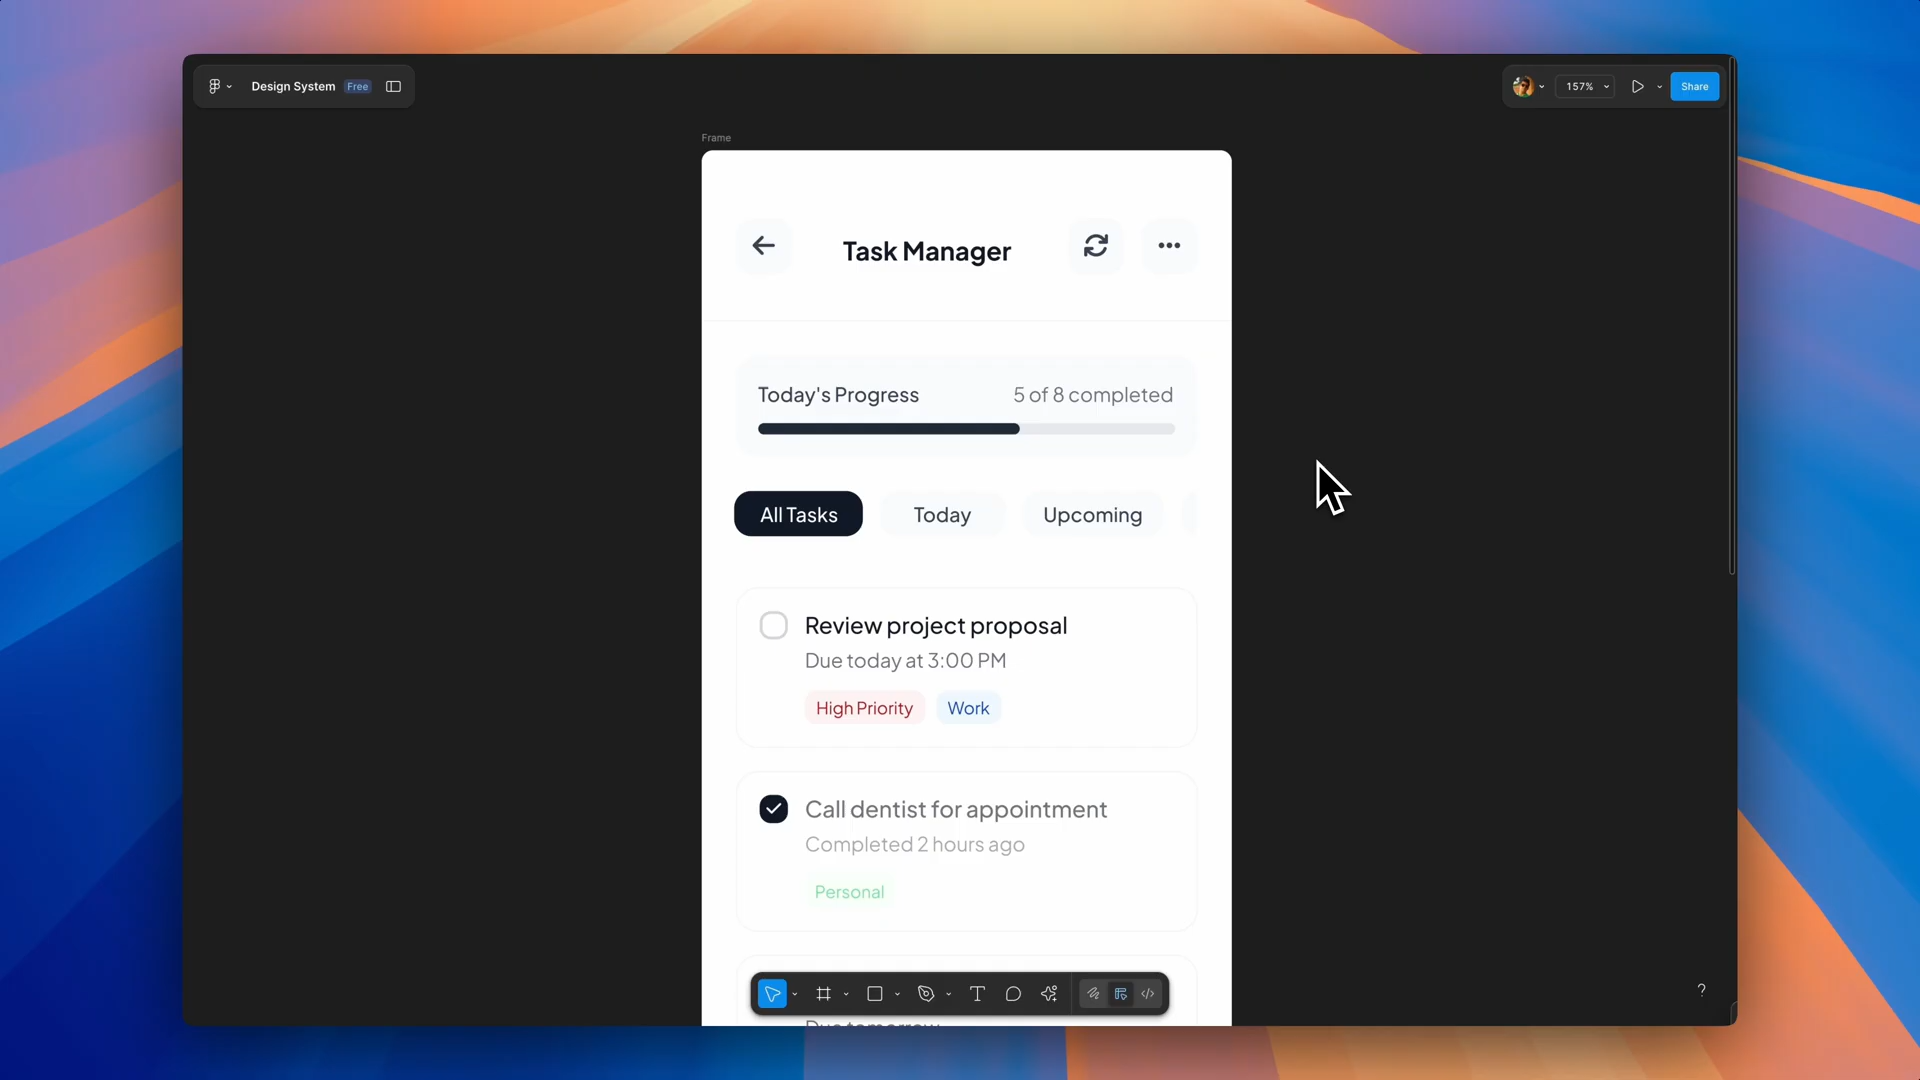 Design System Free
157%
Share
Frame
Task Manager
Today's Progress 5 of 8 completed
All Tasks Today Upcoming
Review project proposal
Due today at 3:00 PM
High Priority Work
Call dentist for appointment
Completed 2 hours ago
Personal
Due tomorrow
?